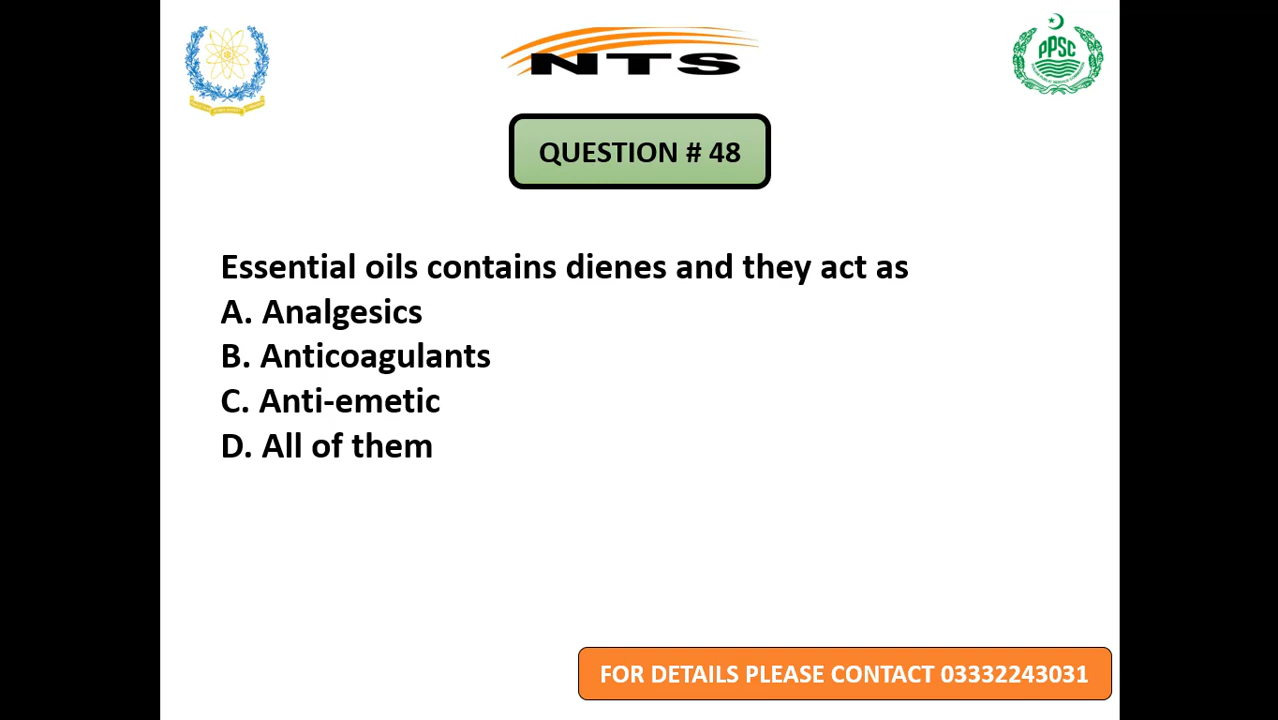 NTS
PPSC
QUESTION # 48
Essential oils contains dienes and they act as
A. Analgesics
B. Anticoagulants
C. Anti-emetic
D. All of them
FOR DETAILS PLEASE CONTACT 03332243031